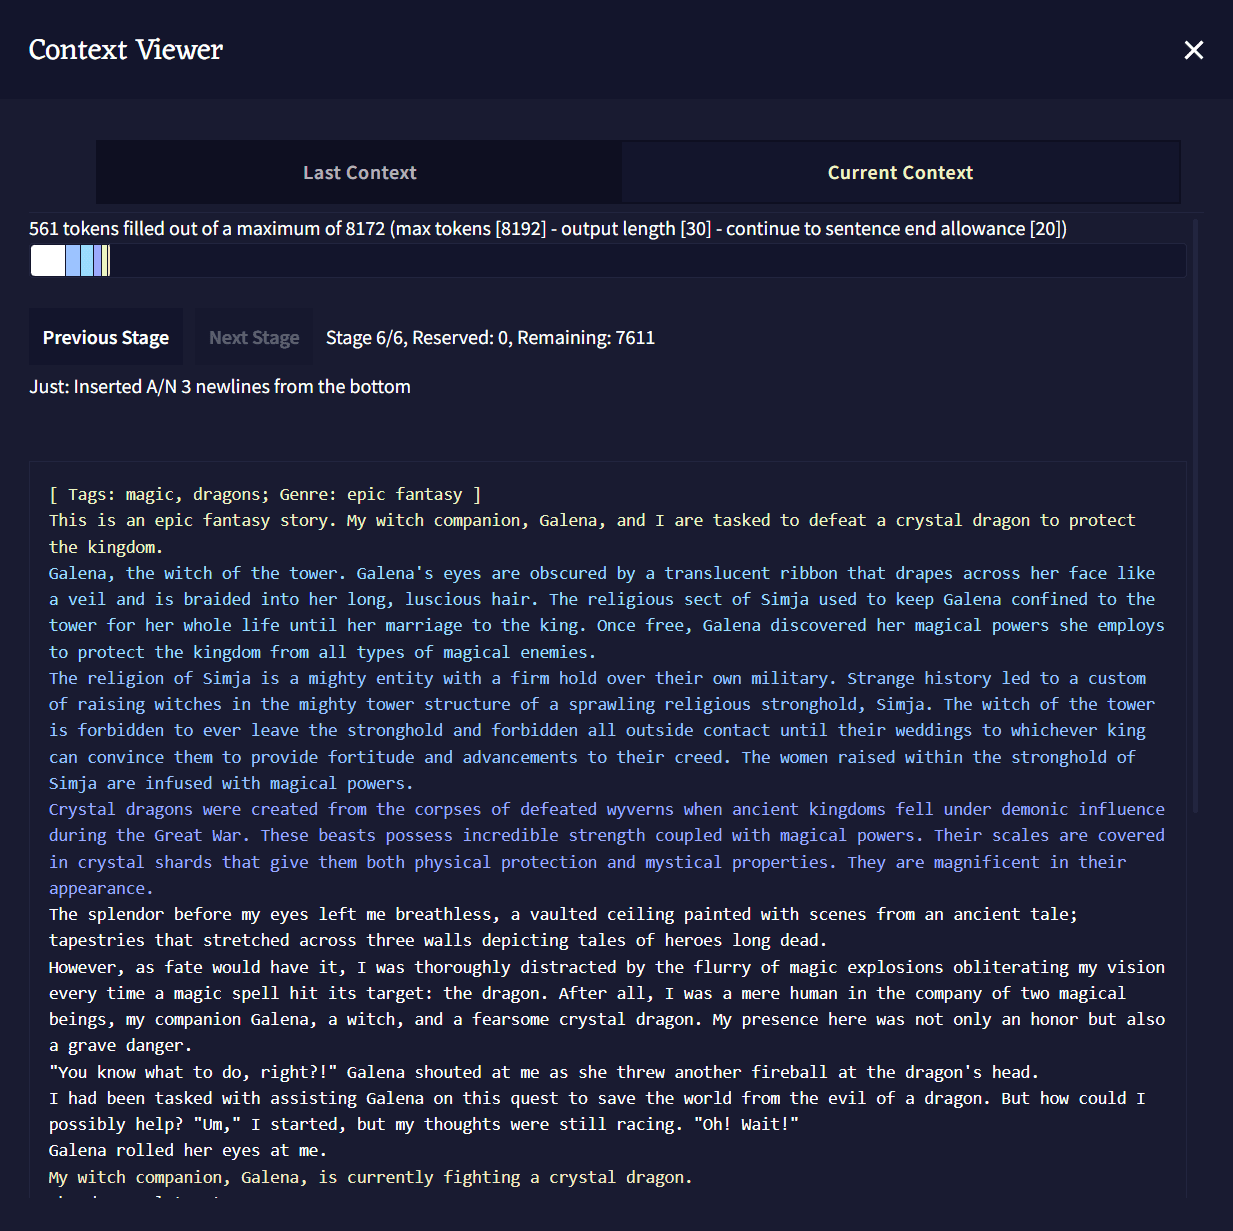 Context Viewer
Last Context
Current Context
561 tokens filled out of a maximum of 8172 (max tokens [8192] - output length [30] - continue to sentence end allowance [20])
Previous Stage
Next Stage
Stage 6/6, Reserved: 0, Remaining: 7611
Just: Inserted A/N 3 newlines from the bottom
[ Tags: magic, dragons; Genre: epic fantasy ]
This is an epic fantasy story. My witch companion, Galena, and I are tasked to defeat a crystal dragon to protect
the kingdom.
Galena, the witch of the tower. Galena's eyes are obscured by a translucent ribbon that drapes across her face like
a veil and is braided into her long, luscious hair. The religious sect of Simja used to keep Galena confined to the
tower for her whole life until her marriage to the king. Once free, Galena discovered her magical powers she employs
to protect the kingdom from all types of magical enemies.
The religion of Simja is a mighty entity with a firm hold over their own military. Strange history led to a custom
of raising witches in the mighty tower structure of a sprawling religious stronghold, Simja. The witch of the tower
is forbidden to ever leave the stronghold and forbidden all outside contact until their weddings to whichever king
can convince them to provide fortitude and advancements to their creed. The women raised within the stronghold of
Simja are infused with magical powers.
Crystal dragons were created from the corpses of defeated wyverns when ancient kingdoms fell under demonic influence
during the Great War. These beasts possess incredible strength coupled with magical powers. Their scales are covered
in crystal shards that give them both physical protection and mystical properties. They are magnificent in their
appearance.
The splendor before my eyes left me breathless, a vaulted ceiling painted with scenes from an ancient tale;
tapestries that stretched across three walls depicting tales of heroes long dead.
However, as fate would have it, I was thoroughly distracted by the flurry of magic explosions obliterating my vision
every time a magic spell hit its target: the dragon. After all, I was a mere human in the company of two magical
beings, my companion Galena, a witch, and a fearsome crystal dragon. My presence here was not only an honor but also
a grave danger.
"You know what to do, right?!" Galena shouted at me as she threw another fireball at the dragon's head.
I had been tasked with assisting Galena on this quest to save the world from the evil of a dragon. But how could I
possibly help? "Um," I started, but my thoughts were still racing. "Oh! Wait!"
Galena rolled her eyes at me.
My witch companion, Galena, is currently fighting a crystal dragon.